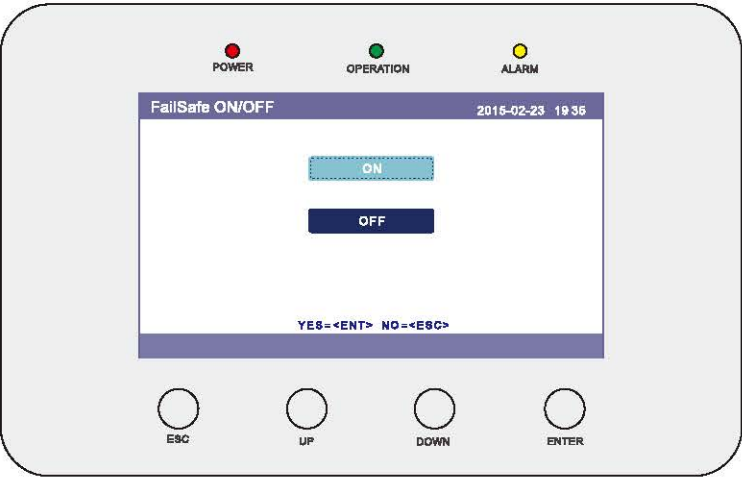 POWER OPERATION ALARM
FailSafe ON/OFF 2015-02-23 19 35
ON
OFF
YES=<ENT> NO=<ESC>
ESC UP DOWN ENTER